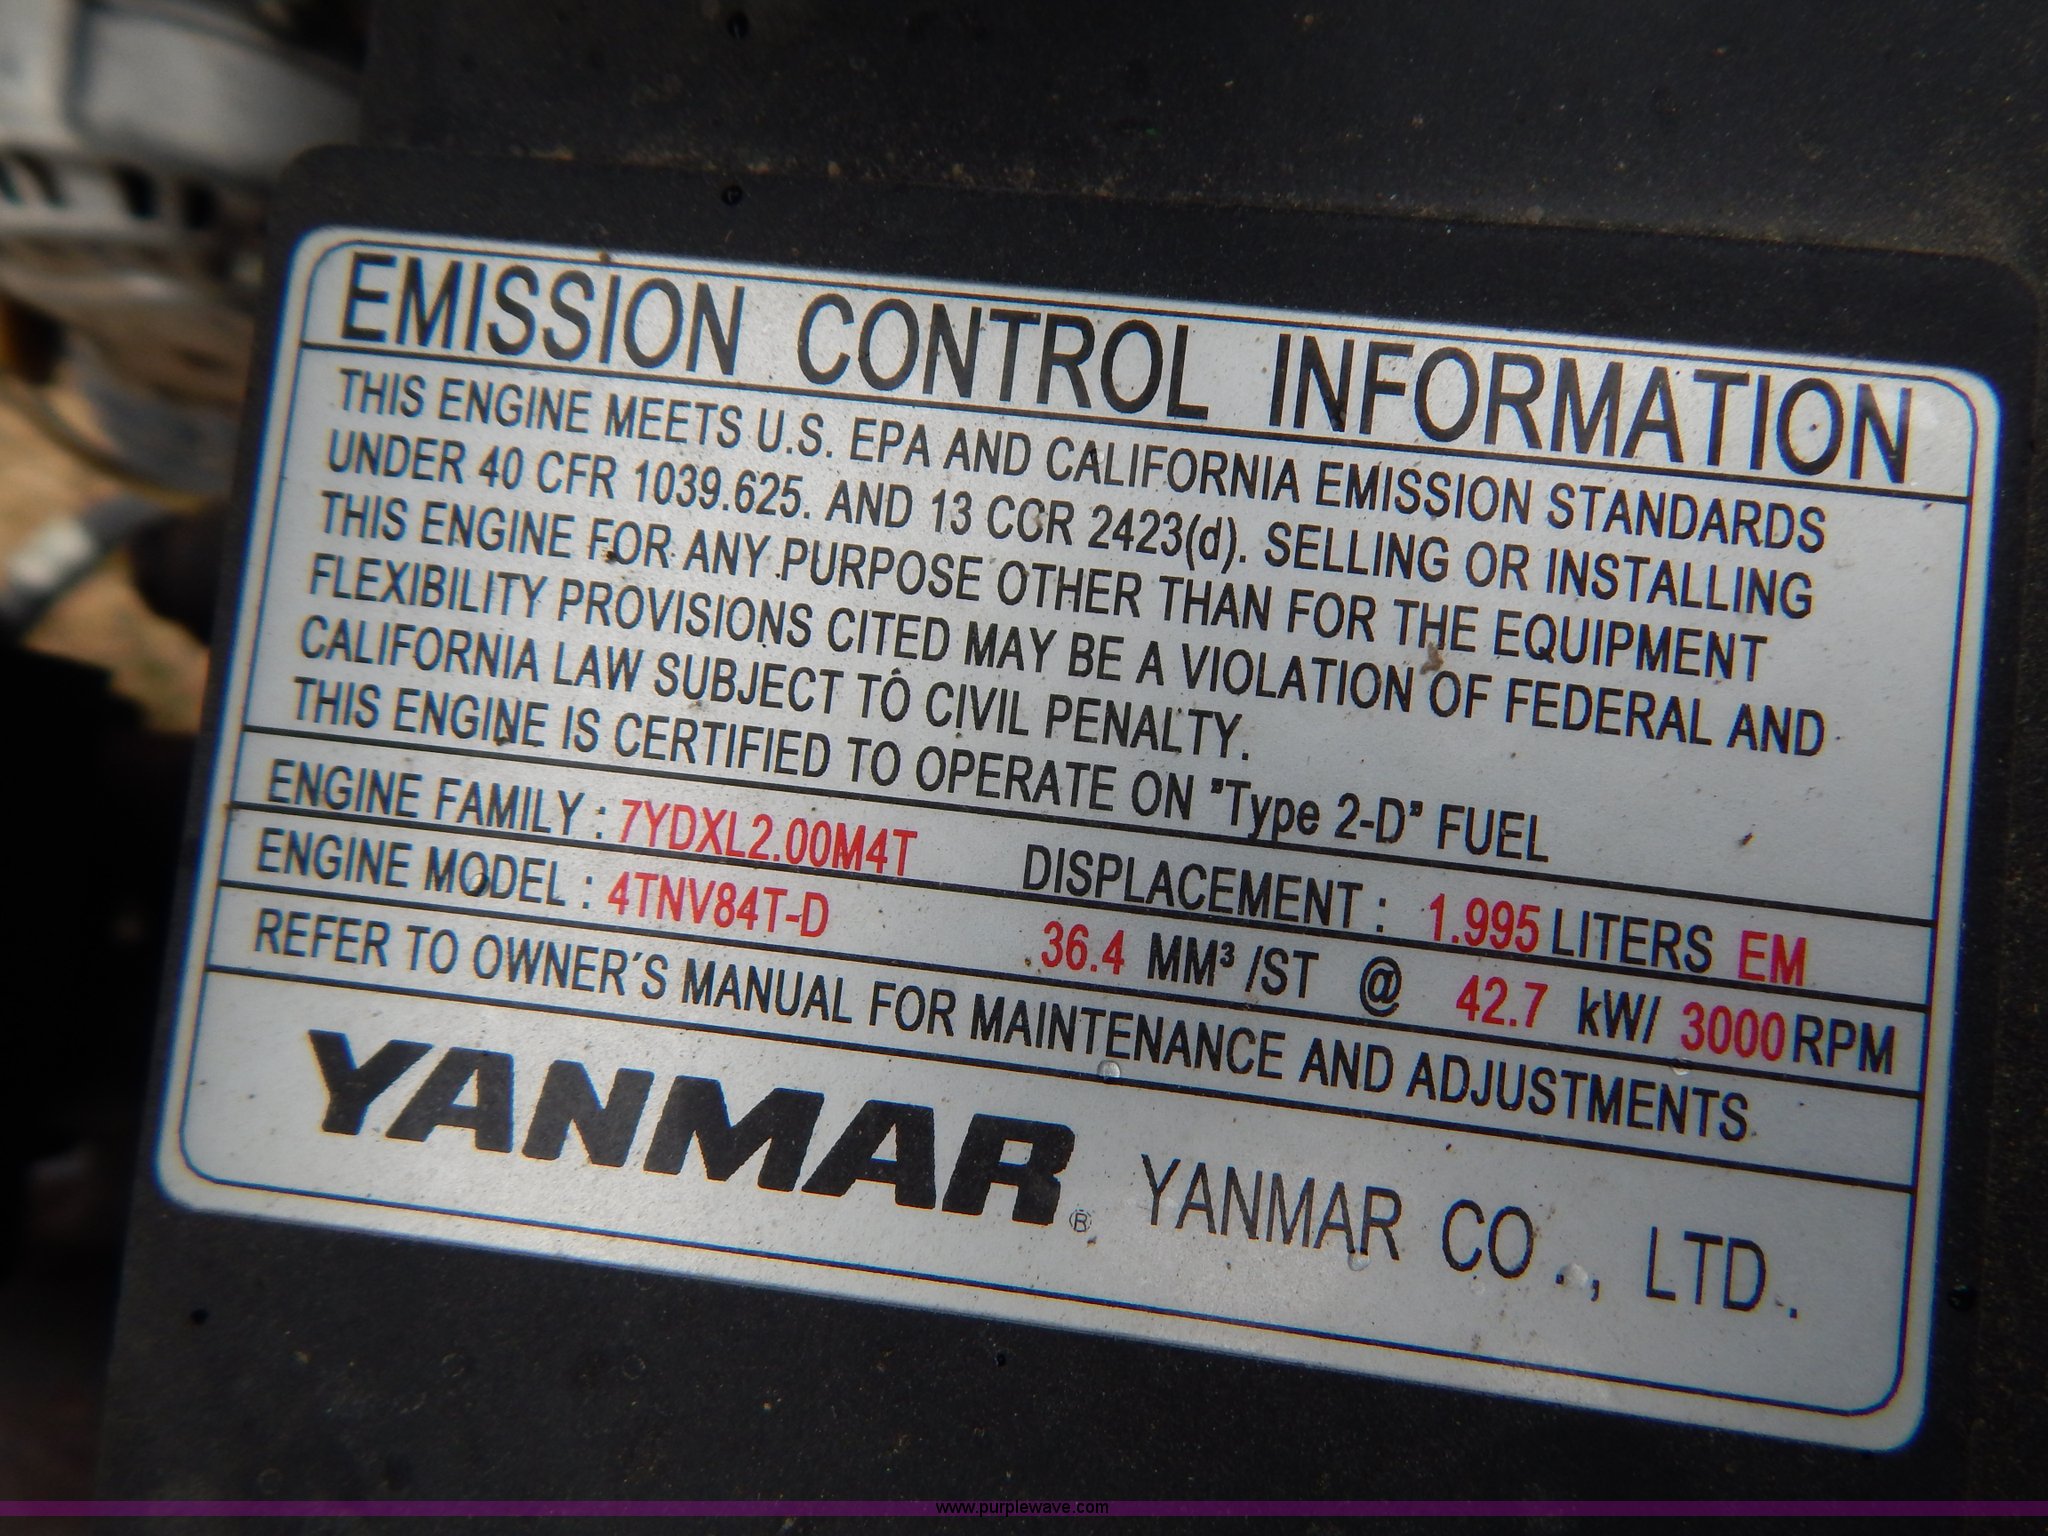 EMISSION CONTROL INFORMATION
THIS ENGINE MEETS U.S. EPA AND CALIFORNIA EMISSION STANDARDS
UNDER 40 CFR 1039.625. AND 13 CCR 2423(d). SELLING OR INSTALLING
THIS ENGINE FOR ANY PURPOSE OTHER THAN FOR THE EQUIPMENT
FLEXIBILITY PROVISIONS CITED MAY BE A VIOLATION OF FEDERAL AND
CALIFORNIA LAW SUBJECT TO CIVIL PENALTY.
THIS ENGINE IS CERTIFIED TO OPERATE ON "Type 2-D" FUEL
ENGINE FAMILY : 7YDXL2.00M4T DISPLACEMENT : 1.995 LITERS EM
ENGINE MODEL : 4TNV84T-D 36.4 MM³ /ST @ 42.7 kW/ 3000 RPM
REFER TO OWNER´S MANUAL FOR MAINTENANCE AND ADJUSTMENTS
YANMAR® YANMAR CO., LTD.
www.purplewave.com